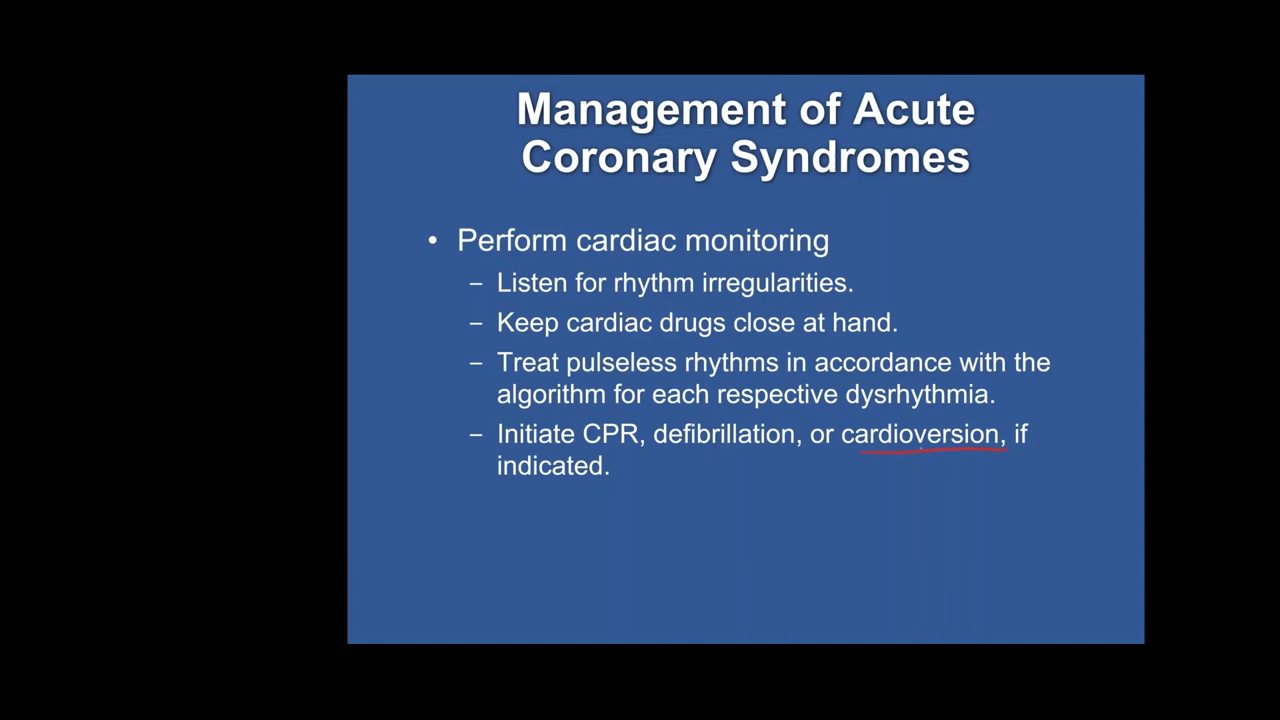 Management of Acute
Coronary Syndromes
• Perform cardiac monitoring
– Listen for rhythm irregularities.
– Keep cardiac drugs close at hand.
– Treat pulseless rhythms in accordance with the
algorithm for each respective dysrhythmia.
– Initiate CPR, defibrillation, or cardioversion, if
indicated.